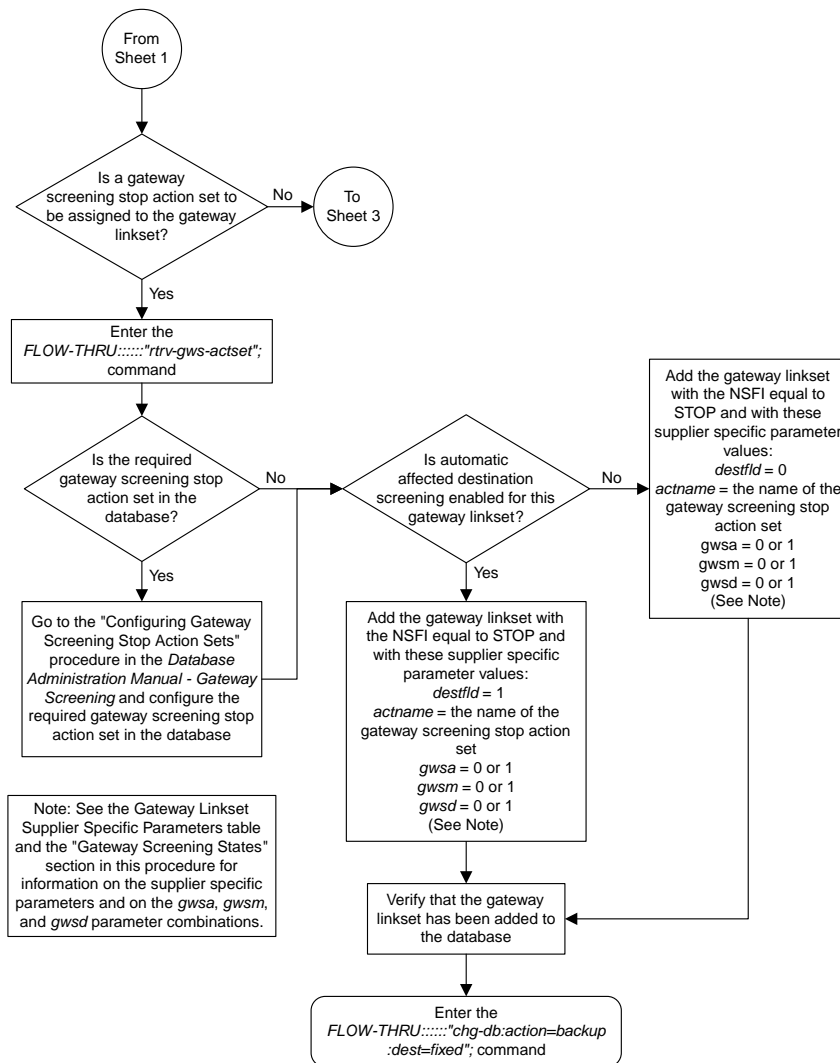 From
Sheet 1
Is a gateway
screening stop action set to
be assigned to the gateway
linkset?
No
To
Sheet 3
Yes
Enter the
FLOW-THRU::::::"rtrv-gws-actset";
command
Is the required
gateway screening stop
action set in the
database?
No
Yes
Go to the "Configuring Gateway
Screening Stop Action Sets"
procedure in the Database
Administration Manual - Gateway
Screening and configure the
required gateway screening stop
action set in the database
Is automatic
affected destination
screening enabled for this
gateway linkset?
No
Yes
Add the gateway linkset
with the NSFI equal to
STOP and with these
supplier specific parameter
values:
destfld = 0
actname = the name of the
gateway screening stop
action set
gwsa = 0 or 1
gwsm = 0 or 1
gwsd = 0 or 1
(See Note)
Add the gateway linkset with
the NSFI equal to STOP and
with these supplier specific
parameter values:
destfld = 1
actname = the name of the
gateway screening stop action
set
gwsa = 0 or 1
gwsm = 0 or 1
gwsd = 0 or 1
(See Note)
Note: See the Gateway Linkset
Supplier Specific Parameters table
and the "Gateway Screening States"
section in this procedure for
information on the supplier specific
parameters and on the gwsa, gwsm,
and gwsd parameter combinations.
Verify that the gateway
linkset has been added to
the database
Enter the
FLOW-THRU::::::"chg-db:action=backup
:dest=fixed"; command